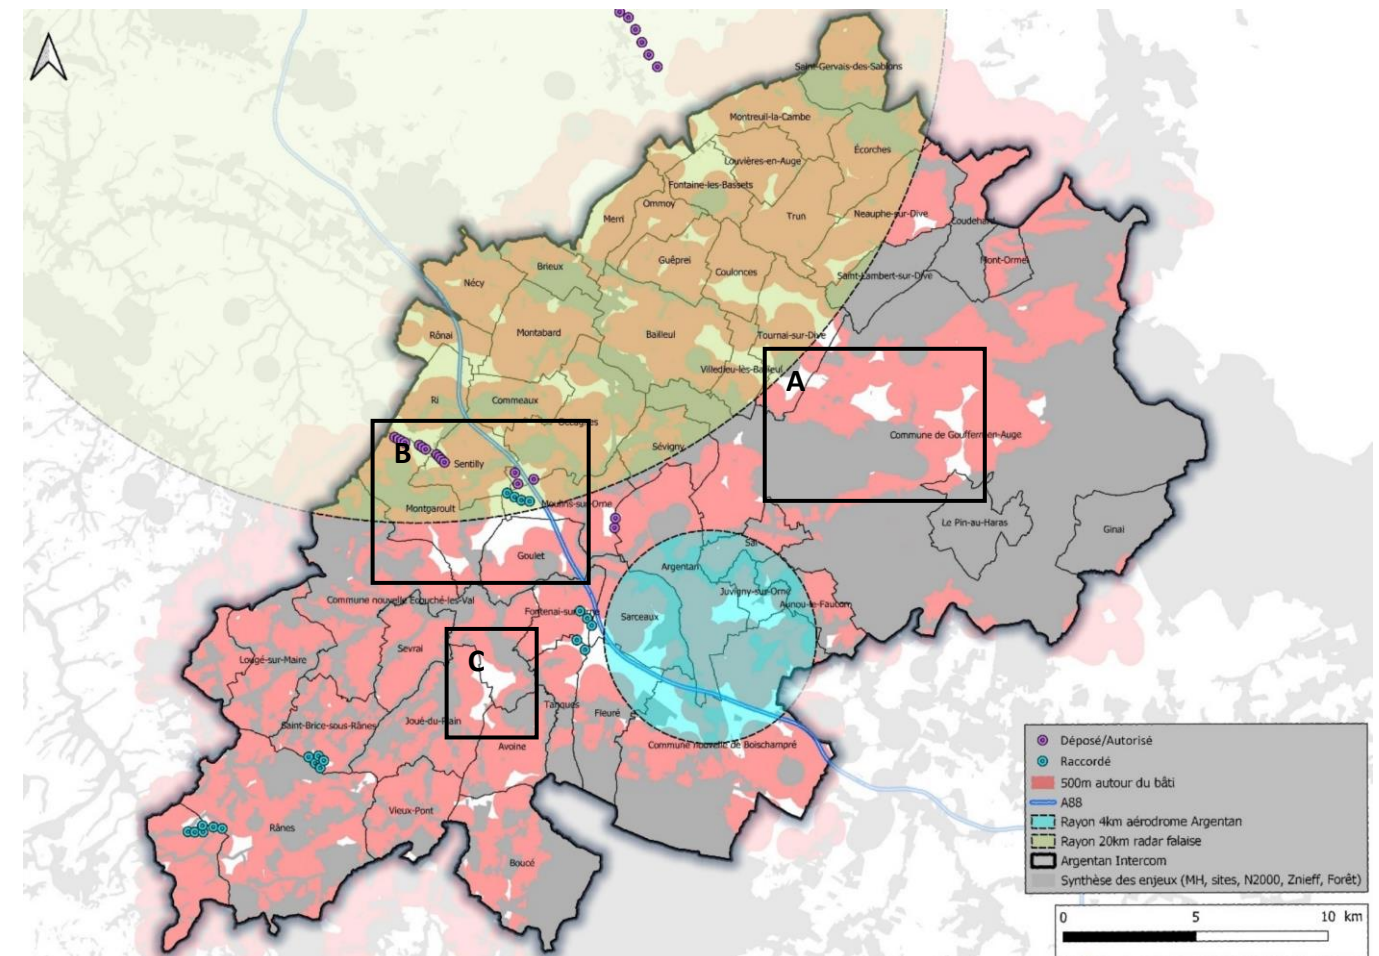 Saint-Gervais-des-Sablons
Montreuil-la-Cambe
Écorches
Louvières-en-Auge
Fontaine-les-Bassets
Ommoy
Merri
Trun
Neauphe-sur-Dive
Coudehard
Mont-Ormel
Guêprei
Coulonces
Saint-Lambert-sur-Dive
Brieux
Nécy
Rônai
Montabard
Bailleul
Tournai-sur-Dive
Villedieu-lès-Bailleul
A
Ri
Commeaux
Commune de Gouffern-en-Auge
B
Sentilly
Sévigny
Montgaroult
Moulins-sur-Orne
Le Pin-au-Haras
Ginai
Goulet
Sai
Argentan
Juvigny-sur-Orne
Aunou-le-Faucon
Commune nouvelle Écouché-les-Val
Fontenai-sur-Orne
Sarceaux
Sevrai
Lougé-sur-Maire
C
Saint-Brice-sous-Rânes
Joué-du-Plain
Tanques
Fleuré
Avoine
Commune nouvelle de Boischampré
Vieux-Pont
Rânes
Boucé
Déposé/Autorisé
Raccordé
500m autour du bâti
A88
Rayon 4km aérodrome Argentan
Rayon 20km radar falaise
Argentan Intercom
Synthèse des enjeux (MH, sites, N2000, Znieff, Forêt)
0 5 10 km